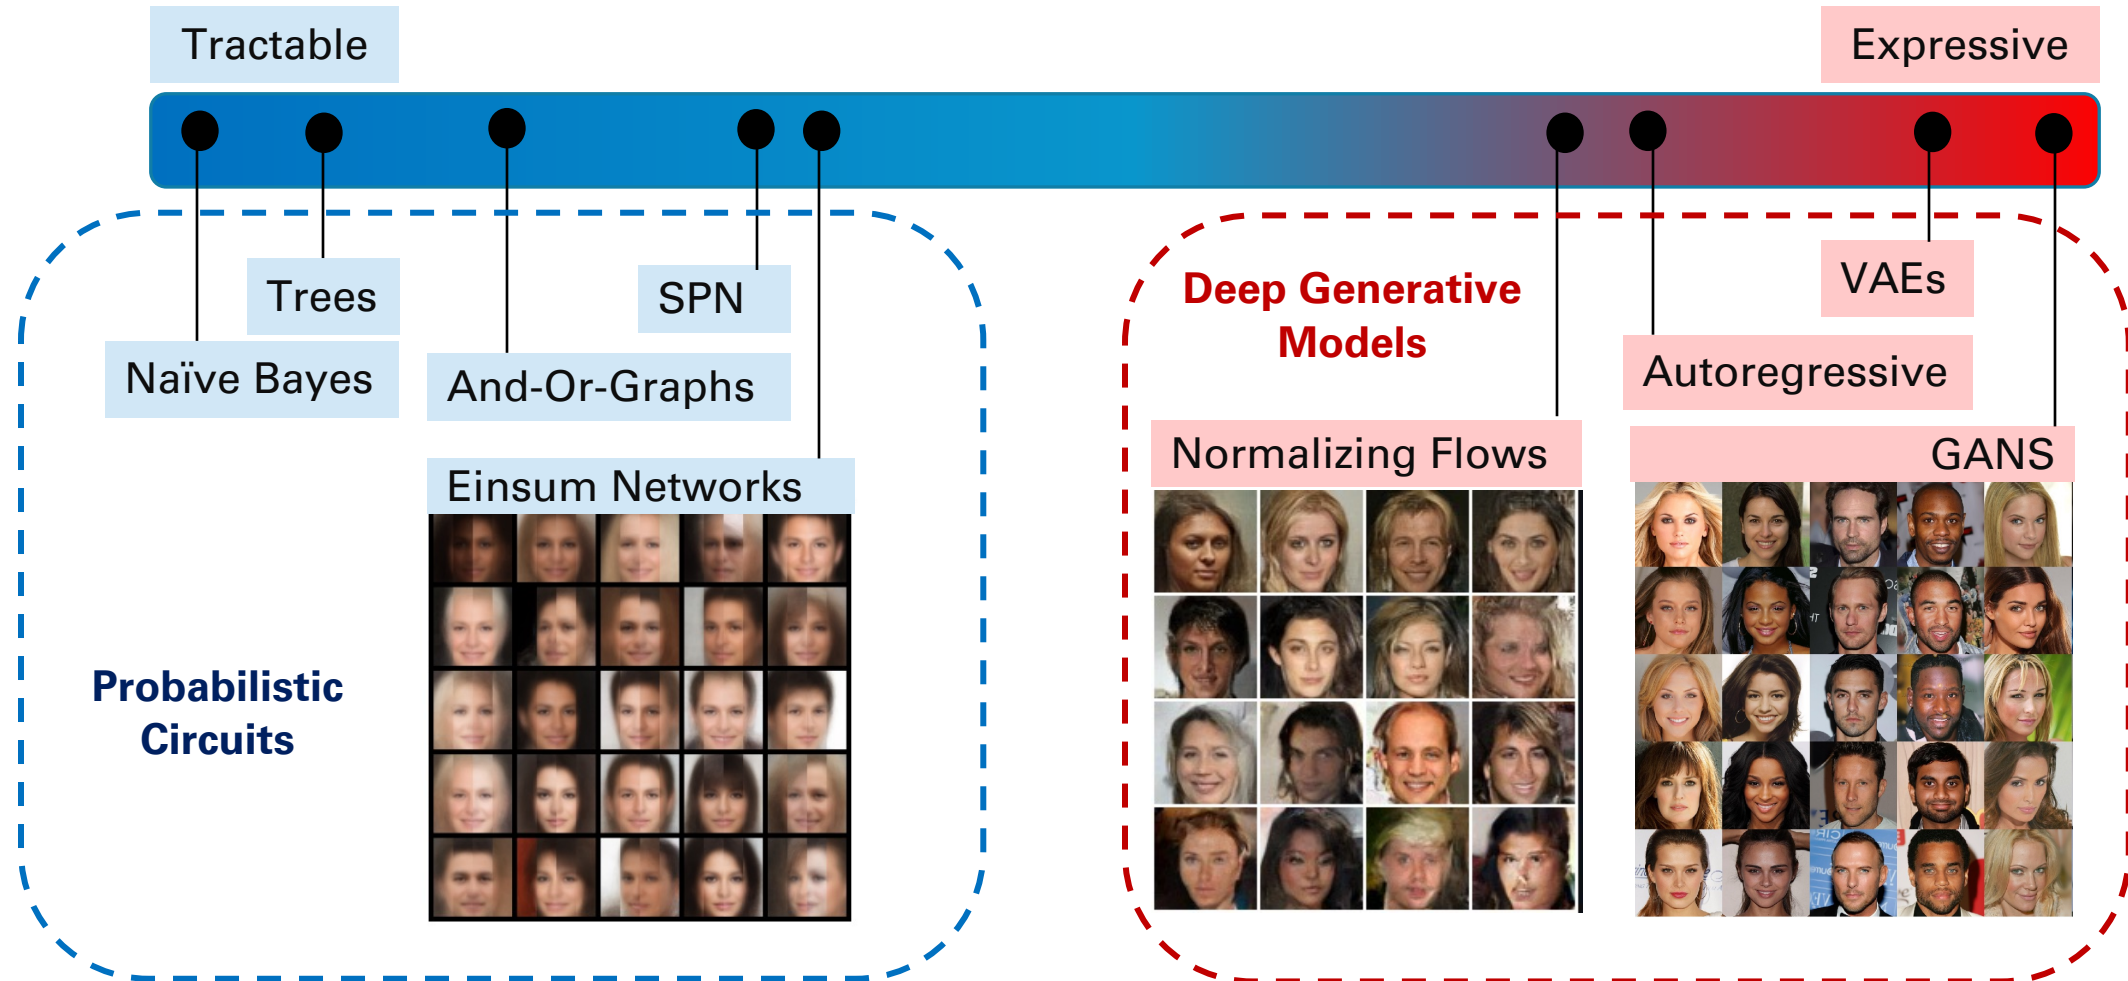 Tractable
Expressive
Trees
SPN
Naïve Bayes
And-Or-Graphs
Einsum Networks
Probabilistic
Circuits
Deep Generative
Models
VAEs
Autoregressive
Normalizing Flows
GANS